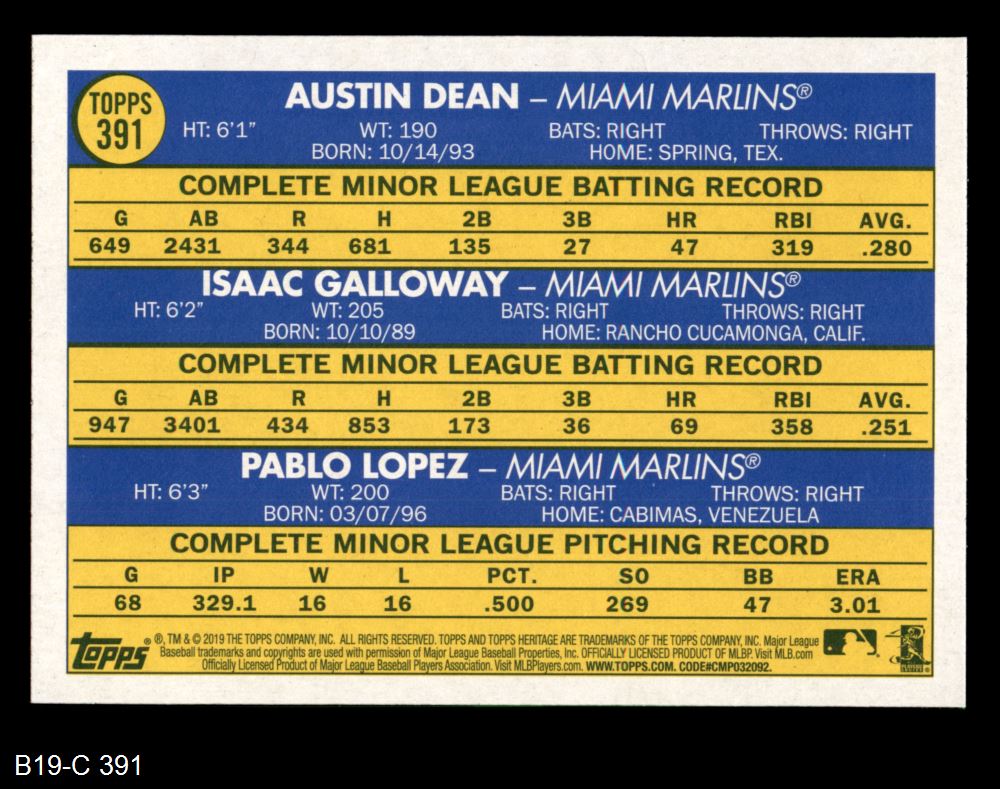 TOPPS
391
AUSTIN DEAN – MIAMI MARLINS®
HT: 6'1" WT: 190 BATS: RIGHT THROWS: RIGHT
BORN: 10/14/93 HOME: SPRING, TEX.
COMPLETE MINOR LEAGUE BATTING RECORD
G AB R H 2B 3B HR RBI AVG.
649 2431 344 681 135 27 47 319 .280
ISAAC GALLOWAY – MIAMI MARLINS®
HT: 6'2" WT: 205 BATS: RIGHT THROWS: RIGHT
BORN: 10/10/89 HOME: RANCHO CUCAMONGA, CALIF.
COMPLETE MINOR LEAGUE BATTING RECORD
G AB R H 2B 3B HR RBI AVG.
947 3401 434 853 173 36 69 358 .251
PABLO LOPEZ – MIAMI MARLINS®
HT: 6'3" WT: 200 BATS: RIGHT THROWS: RIGHT
BORN: 03/07/96 HOME: CABIMAS, VENEZUELA
COMPLETE MINOR LEAGUE PITCHING RECORD
G IP W L PCT. SO BB ERA
68 329.1 16 16 .500 269 47 3.01
Topps ® ®, TM & © 2019 THE TOPPS COMPANY, INC. ALL RIGHTS RESERVED. TOPPS AND TOPPS HERITAGE ARE TRADEMARKS OF THE TOPPS COMPANY, INC. Major League
Baseball trademarks and copyrights are used with permission of Major League Baseball Properties, Inc. OFFICIALLY LICENSED PRODUCT OF MLBP. Visit MLB.com
Officially Licensed Product of Major League Baseball Players Association. Visit MLBPlayers.com. WWW.TOPPS.COM. CODE#CMP032092.
B19-C 391